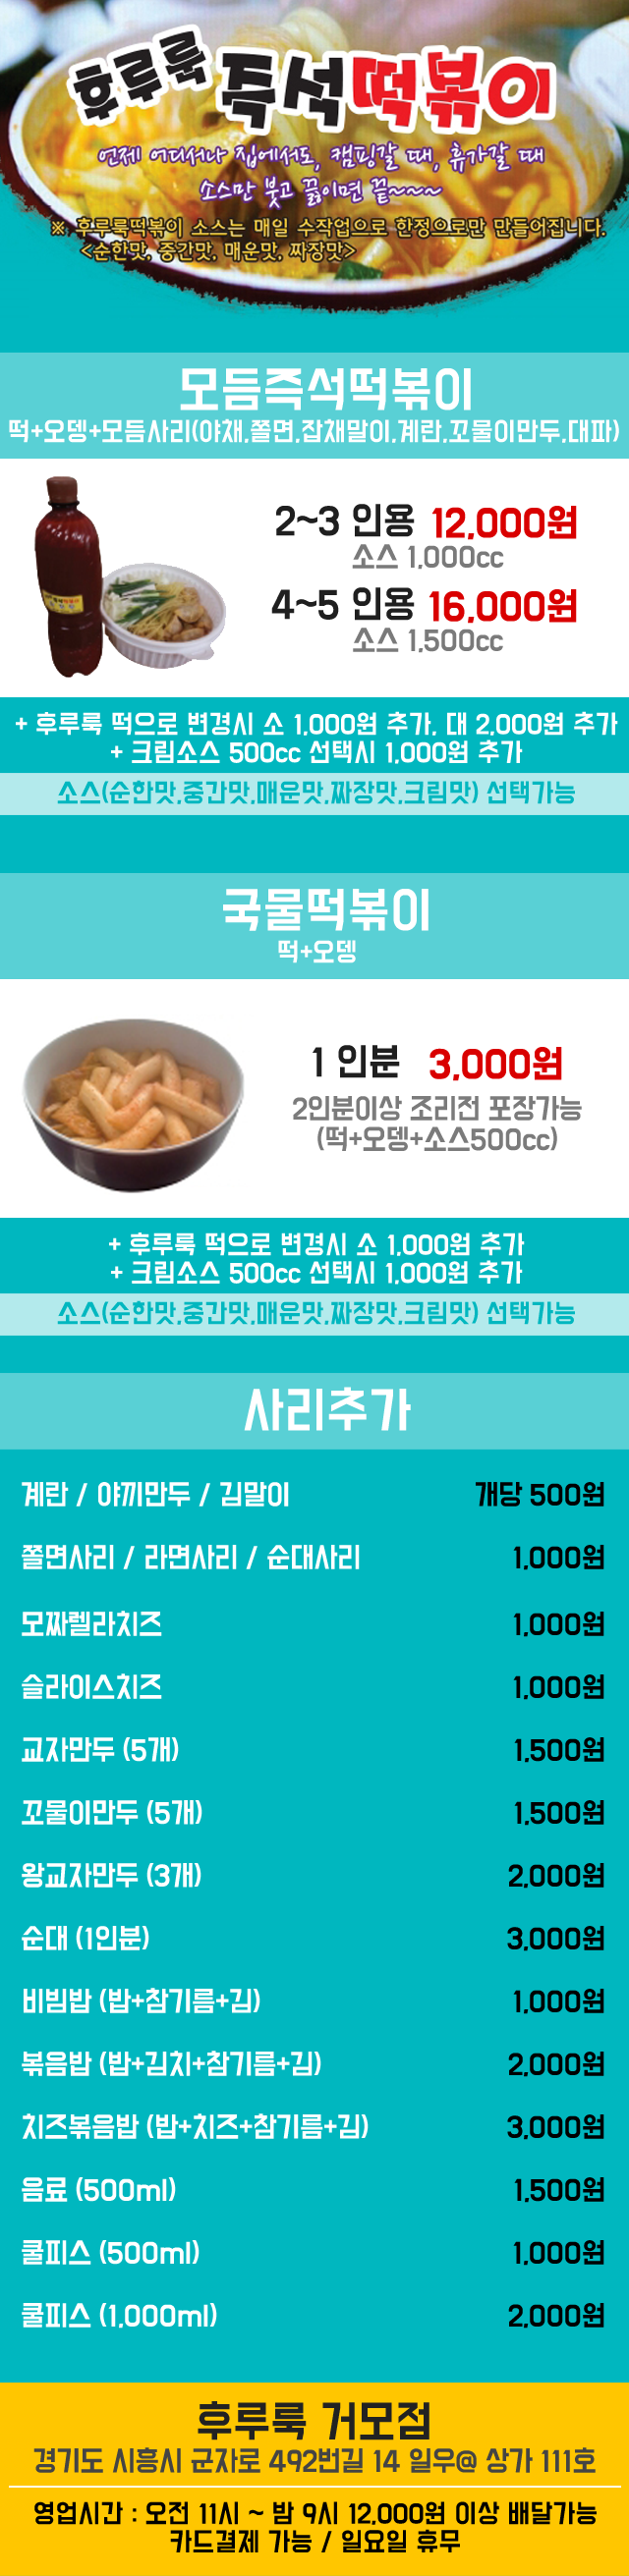 후루룩 즉석떡볶이
언제 어디서나 집에서도, 캠핑갈 때, 휴가갈 때
소스만 붓고 끓이면 끝~~~~
※ 후루룩떡볶이 소스는 매일 수작업으로 한정으로만 만들어집니다.
<순한맛, 중간맛, 매운맛, 짜장맛>
모듬즉석떡볶이
떡+오뎅+모듬사리(야채,쫄면,잡채말이,계란,꼬물이만두,대파)
2~3 인용 12,000원
소스 1,000cc
4~5 인용 16,000원
소스 1,500cc
+ 후루룩 떡으로 변경시 소 1,000원 추가, 대 2,000원 추가
+ 크림소스 500cc 선택시 1,000원 추가
소스(순한맛,중간맛,매운맛,짜장맛,크림맛) 선택가능
국물떡볶이
떡+오뎅
1 인분 3,000원
2인분이상 조리전 포장가능
(떡+오뎅+소스500cc)
+ 후루룩 떡으로 변경시 소 1,000원 추가
+ 크림소스 500cc 선택시 1,000원 추가
소스(순한맛,중간맛,매운맛,짜장맛,크림맛) 선택가능
사리추가
계란 / 야끼만두 / 김말이 개당 500원
쫄면사리 / 라면사리 / 순대사리 1,000원
모짜렐라치즈 1,000원
슬라이스치즈 1,000원
교자만두 (5개) 1,500원
꼬물이만두 (5개) 1,500원
왕교자만두 (3개) 2,000원
순대 (1인분) 3,000원
비빔밥 (밥+참기름+김) 1,000원
볶음밥 (밥+김치+참기름+김) 2,000원
치즈볶음밥 (밥+치즈+참기름+김) 3,000원
음료 (500ml) 1,500원
쿨피스 (500ml) 1,000원
쿨피스 (1,000ml) 2,000원
후루룩 거모점
경기도 시흥시 군자로 492번길 14 일우@ 상가 111호
영업시간 : 오전 11시 ~ 밤 9시 12,000원 이상 배달가능
카드결제 가능 / 일요일 휴무